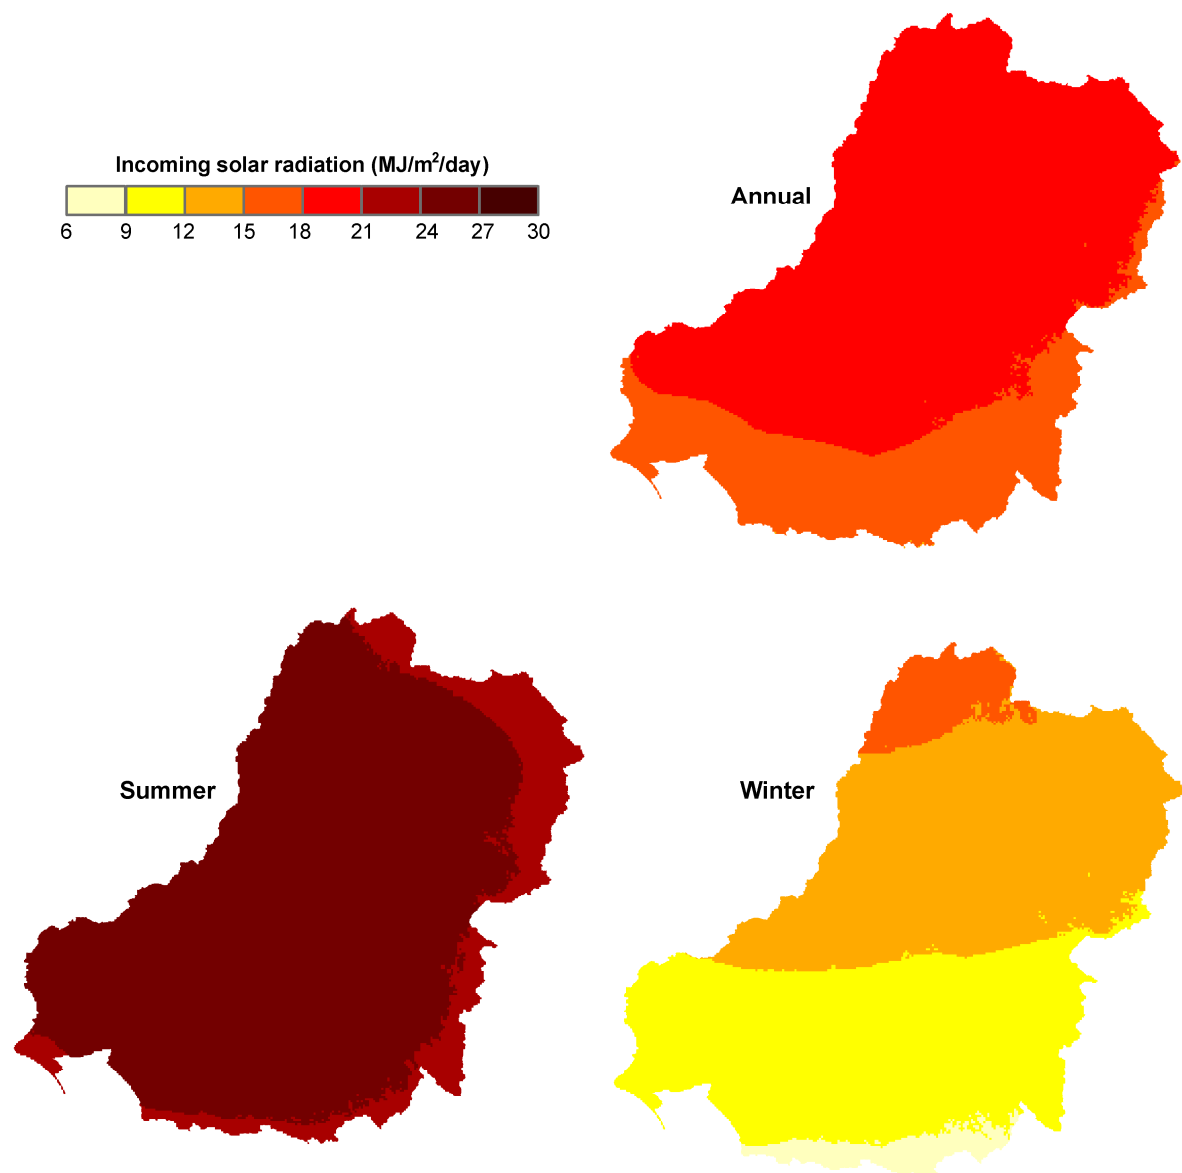 Incoming solar radiation (MJ/m²/day)
6 9 12 15 18 21 24 27 30
Annual
Summer
Winter